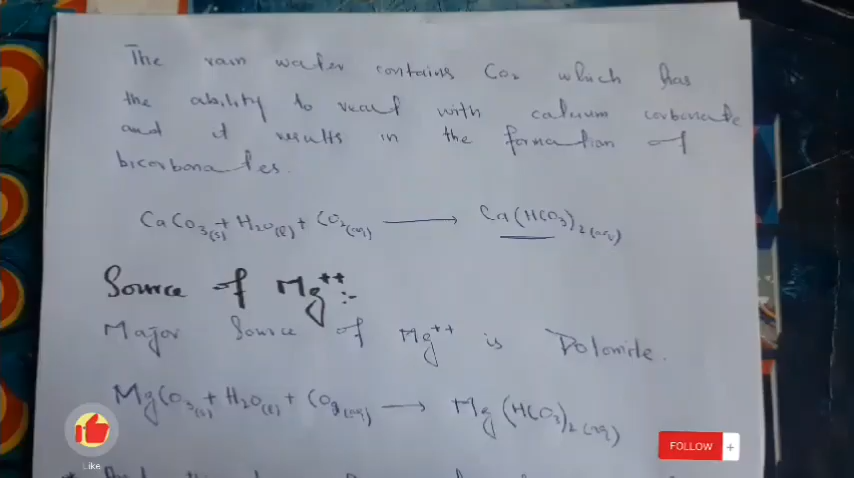 The rain water contains CO2 which has
the ability to react with calcium carbonate
and it results in the formation of
bicarbonates.
CaCO3(s) + H2O(l) + CO2(aq) ⟶ Ca(HCO3)2(aq)
Source of Mg++ :-
Major Source of Mg++ is Dolomite.
MgCO3(s) + H2O(l) + CO2(aq) ⟶ Mg(HCO3)2(aq)
Like
FOLLOW +